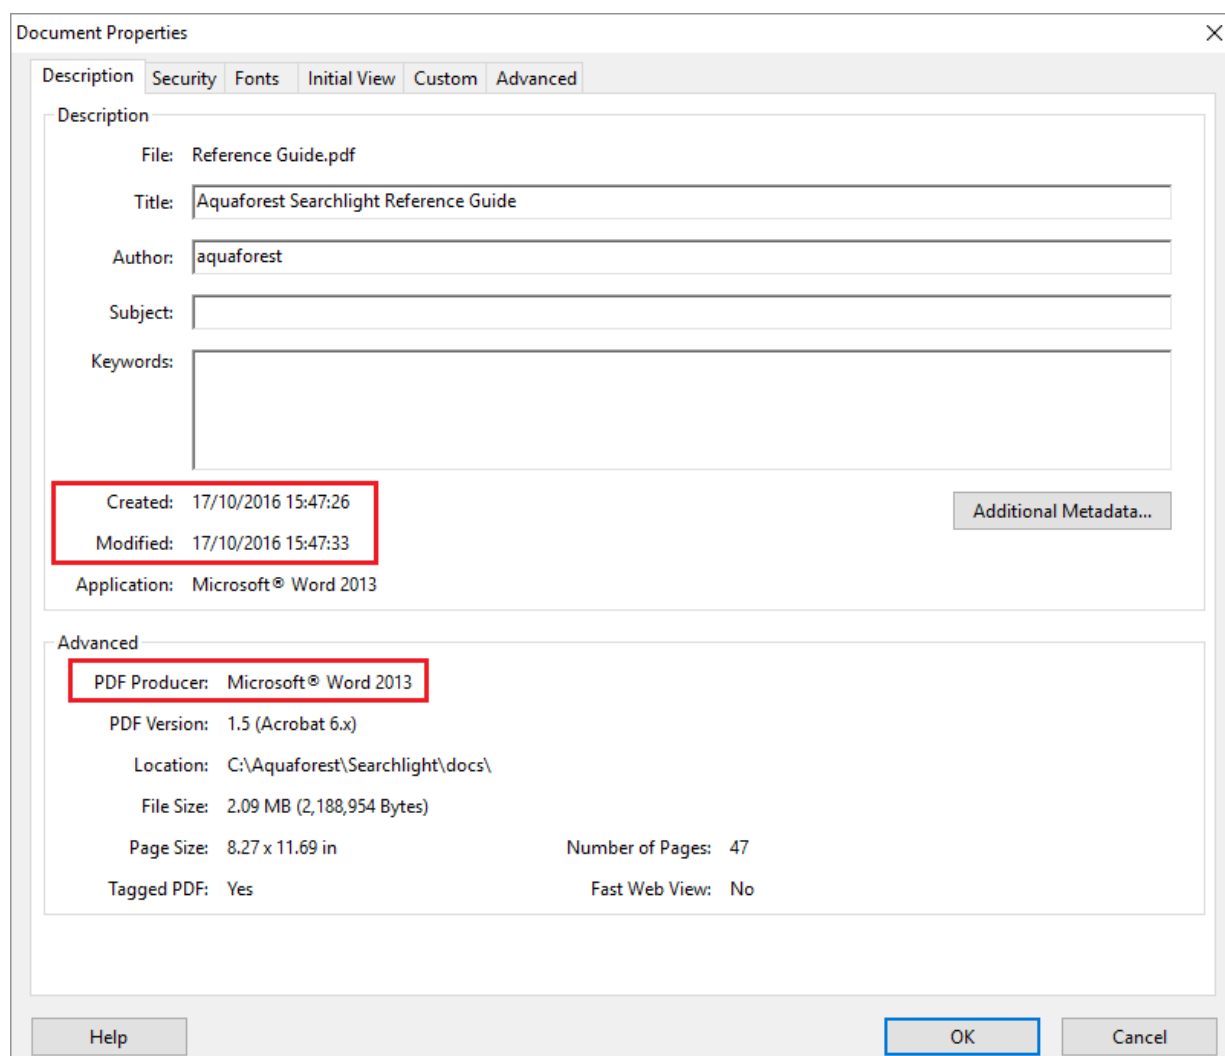 Document Properties
Description Security Fonts Initial View Custom Advanced
Description
File: Reference Guide.pdf
Title: Aquaforest Searchlight Reference Guide
Author: aquaforest
Subject:
Keywords:
Created: 17/10/2016 15:47:26
Additional Metadata...
Modified: 17/10/2016 15:47:33
Application: Microsoft® Word 2013
Advanced
PDF Producer: Microsoft® Word 2013
PDF Version: 1.5 (Acrobat 6.x)
Location: C:\Aquaforest\Searchlight\docs\
File Size: 2.09 MB (2,188,954 Bytes)
Page Size: 8.27 x 11.69 in Number of Pages: 47
Tagged PDF: Yes Fast Web View: No
Help OK Cancel